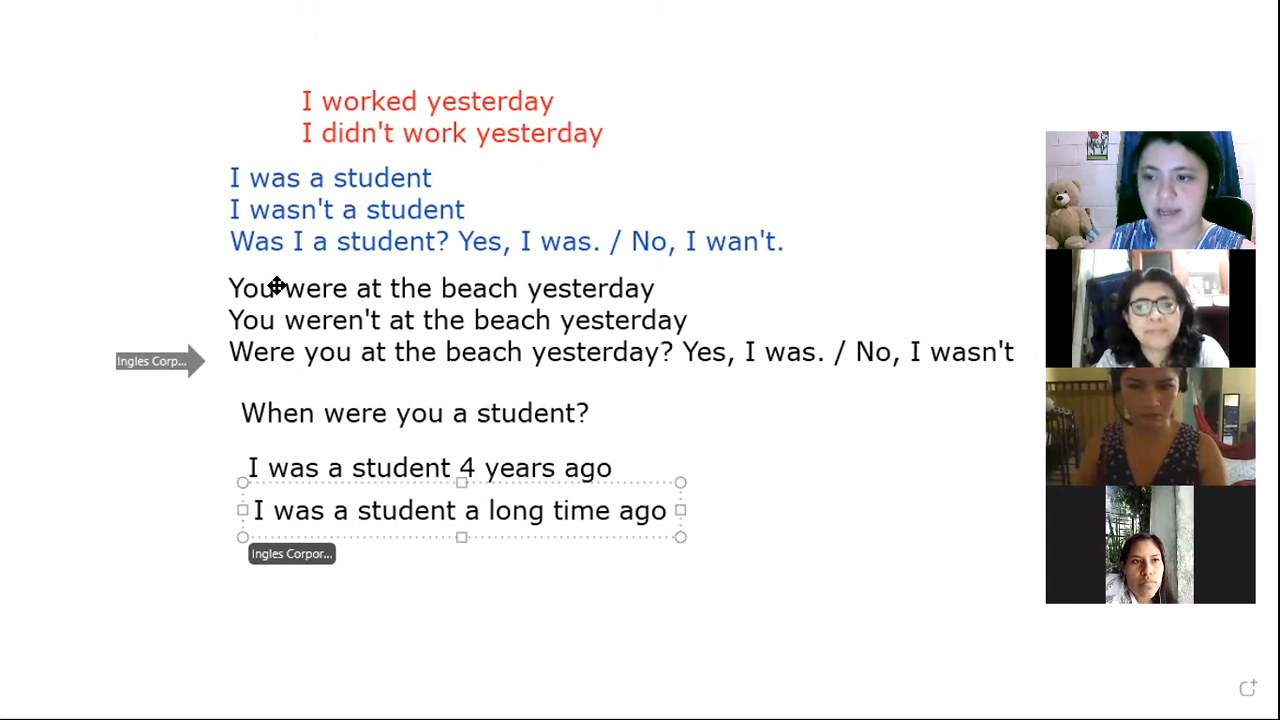 I worked yesterday
I didn't work yesterday
I was a student
I wasn't a student
Was I a student? Yes, I was. / No, I wan't.
You were at the beach yesterday
You weren't at the beach yesterday
Were you at the beach yesterday? Yes, I was. / No, I wasn't
Ingles Corp...
When were you a student?
I was a student 4 years ago
I was a student a long time ago
Ingles Corpor...